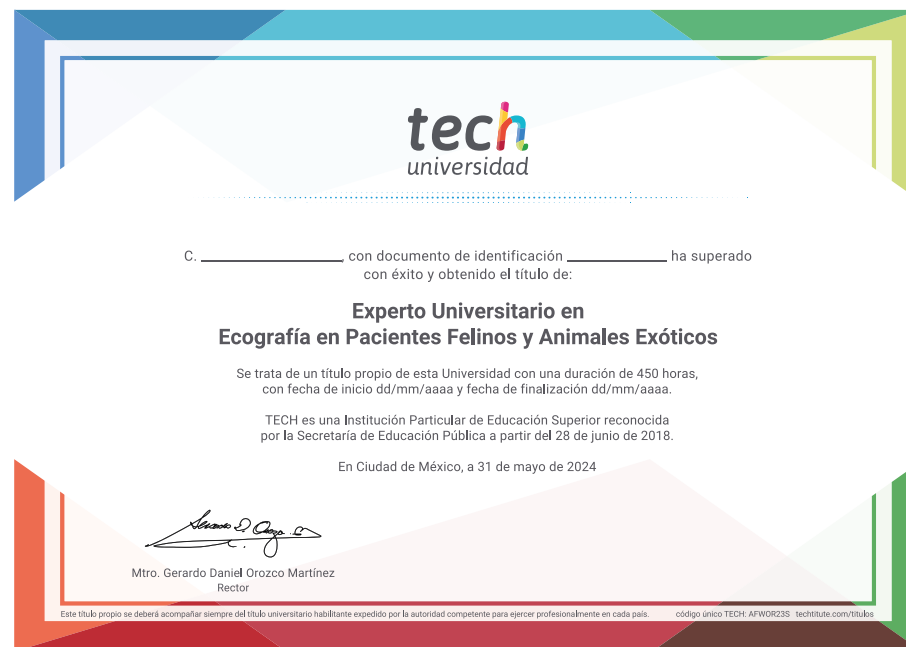 tech
universidad
C. ____________________, con documento de identificación ______________ ha superado
con éxito y obtenido el título de:
Experto Universitario en
Ecografía en Pacientes Felinos y Animales Exóticos
Se trata de un título propio de esta Universidad con una duración de 450 horas,
con fecha de inicio dd/mm/aaaa y fecha de finalización dd/mm/aaaa.
TECH es una Institución Particular de Educación Superior reconocida
por la Secretaría de Educación Pública a partir del 28 de junio de 2018.
En Ciudad de México, a 31 de mayo de 2024
Mtro. Gerardo Daniel Orozco Martínez
Rector
Este título propio se deberá acompañar siempre del título universitario habilitante expedido por la autoridad competente para ejercer profesionalmente en cada país. código único TECH: AFWOR23S techtitute.com/titulos